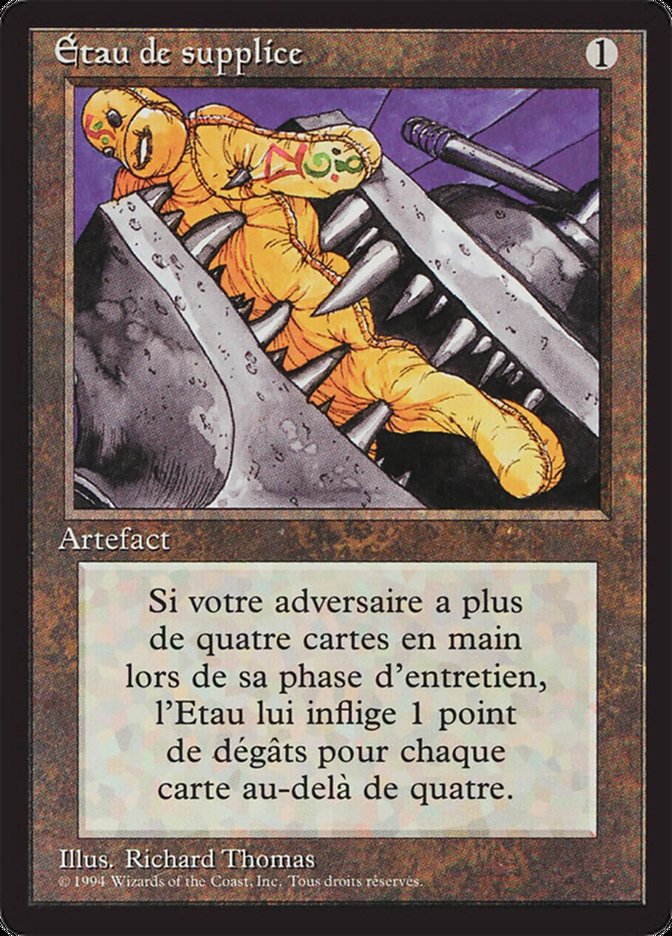 Étau de supplice
1
Artefact
Si votre adversaire a plus
de quatre cartes en main
lors de sa phase d'entretien,
l'Etau lui inflige 1 point
de dégâts pour chaque
carte au-delà de quatre.
Illus. Richard Thomas
© 1994 Wizards of the Coast, Inc. Tous droits réservés.